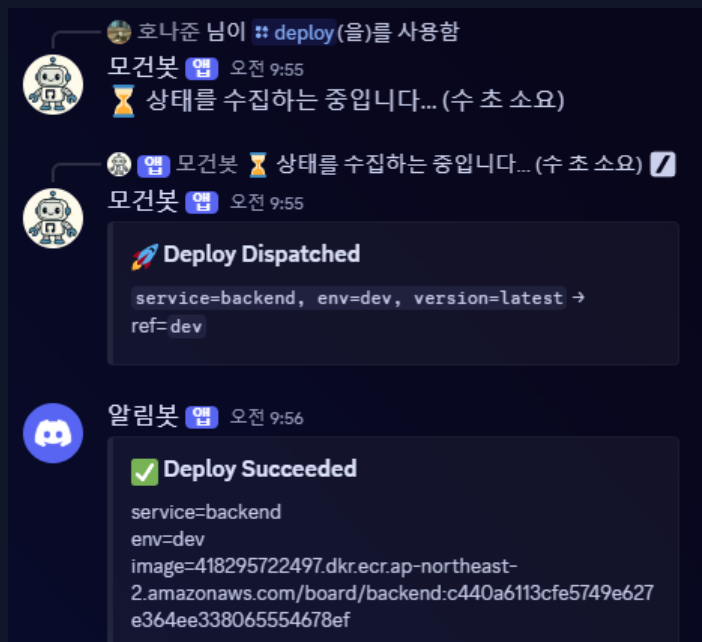 호나준 님이 deploy(을)를 사용함
모건봇 앱 오전 9:55
상태를 수집하는 중입니다... (수 초 소요)
앱 모건봇 상태를 수집하는 중입니다... (수 초 소요)
모건봇 앱 오전 9:55
Deploy Dispatched
service=backend, env=dev, version=latest →
ref=dev
알림봇 앱 오전 9:56
Deploy Succeeded
service=backend
env=dev
image=418295722497.dkr.ecr.ap-northeast-
2.amazonaws.com/board/backend:c440a6113cfe5749e627
e364ee338065554678ef